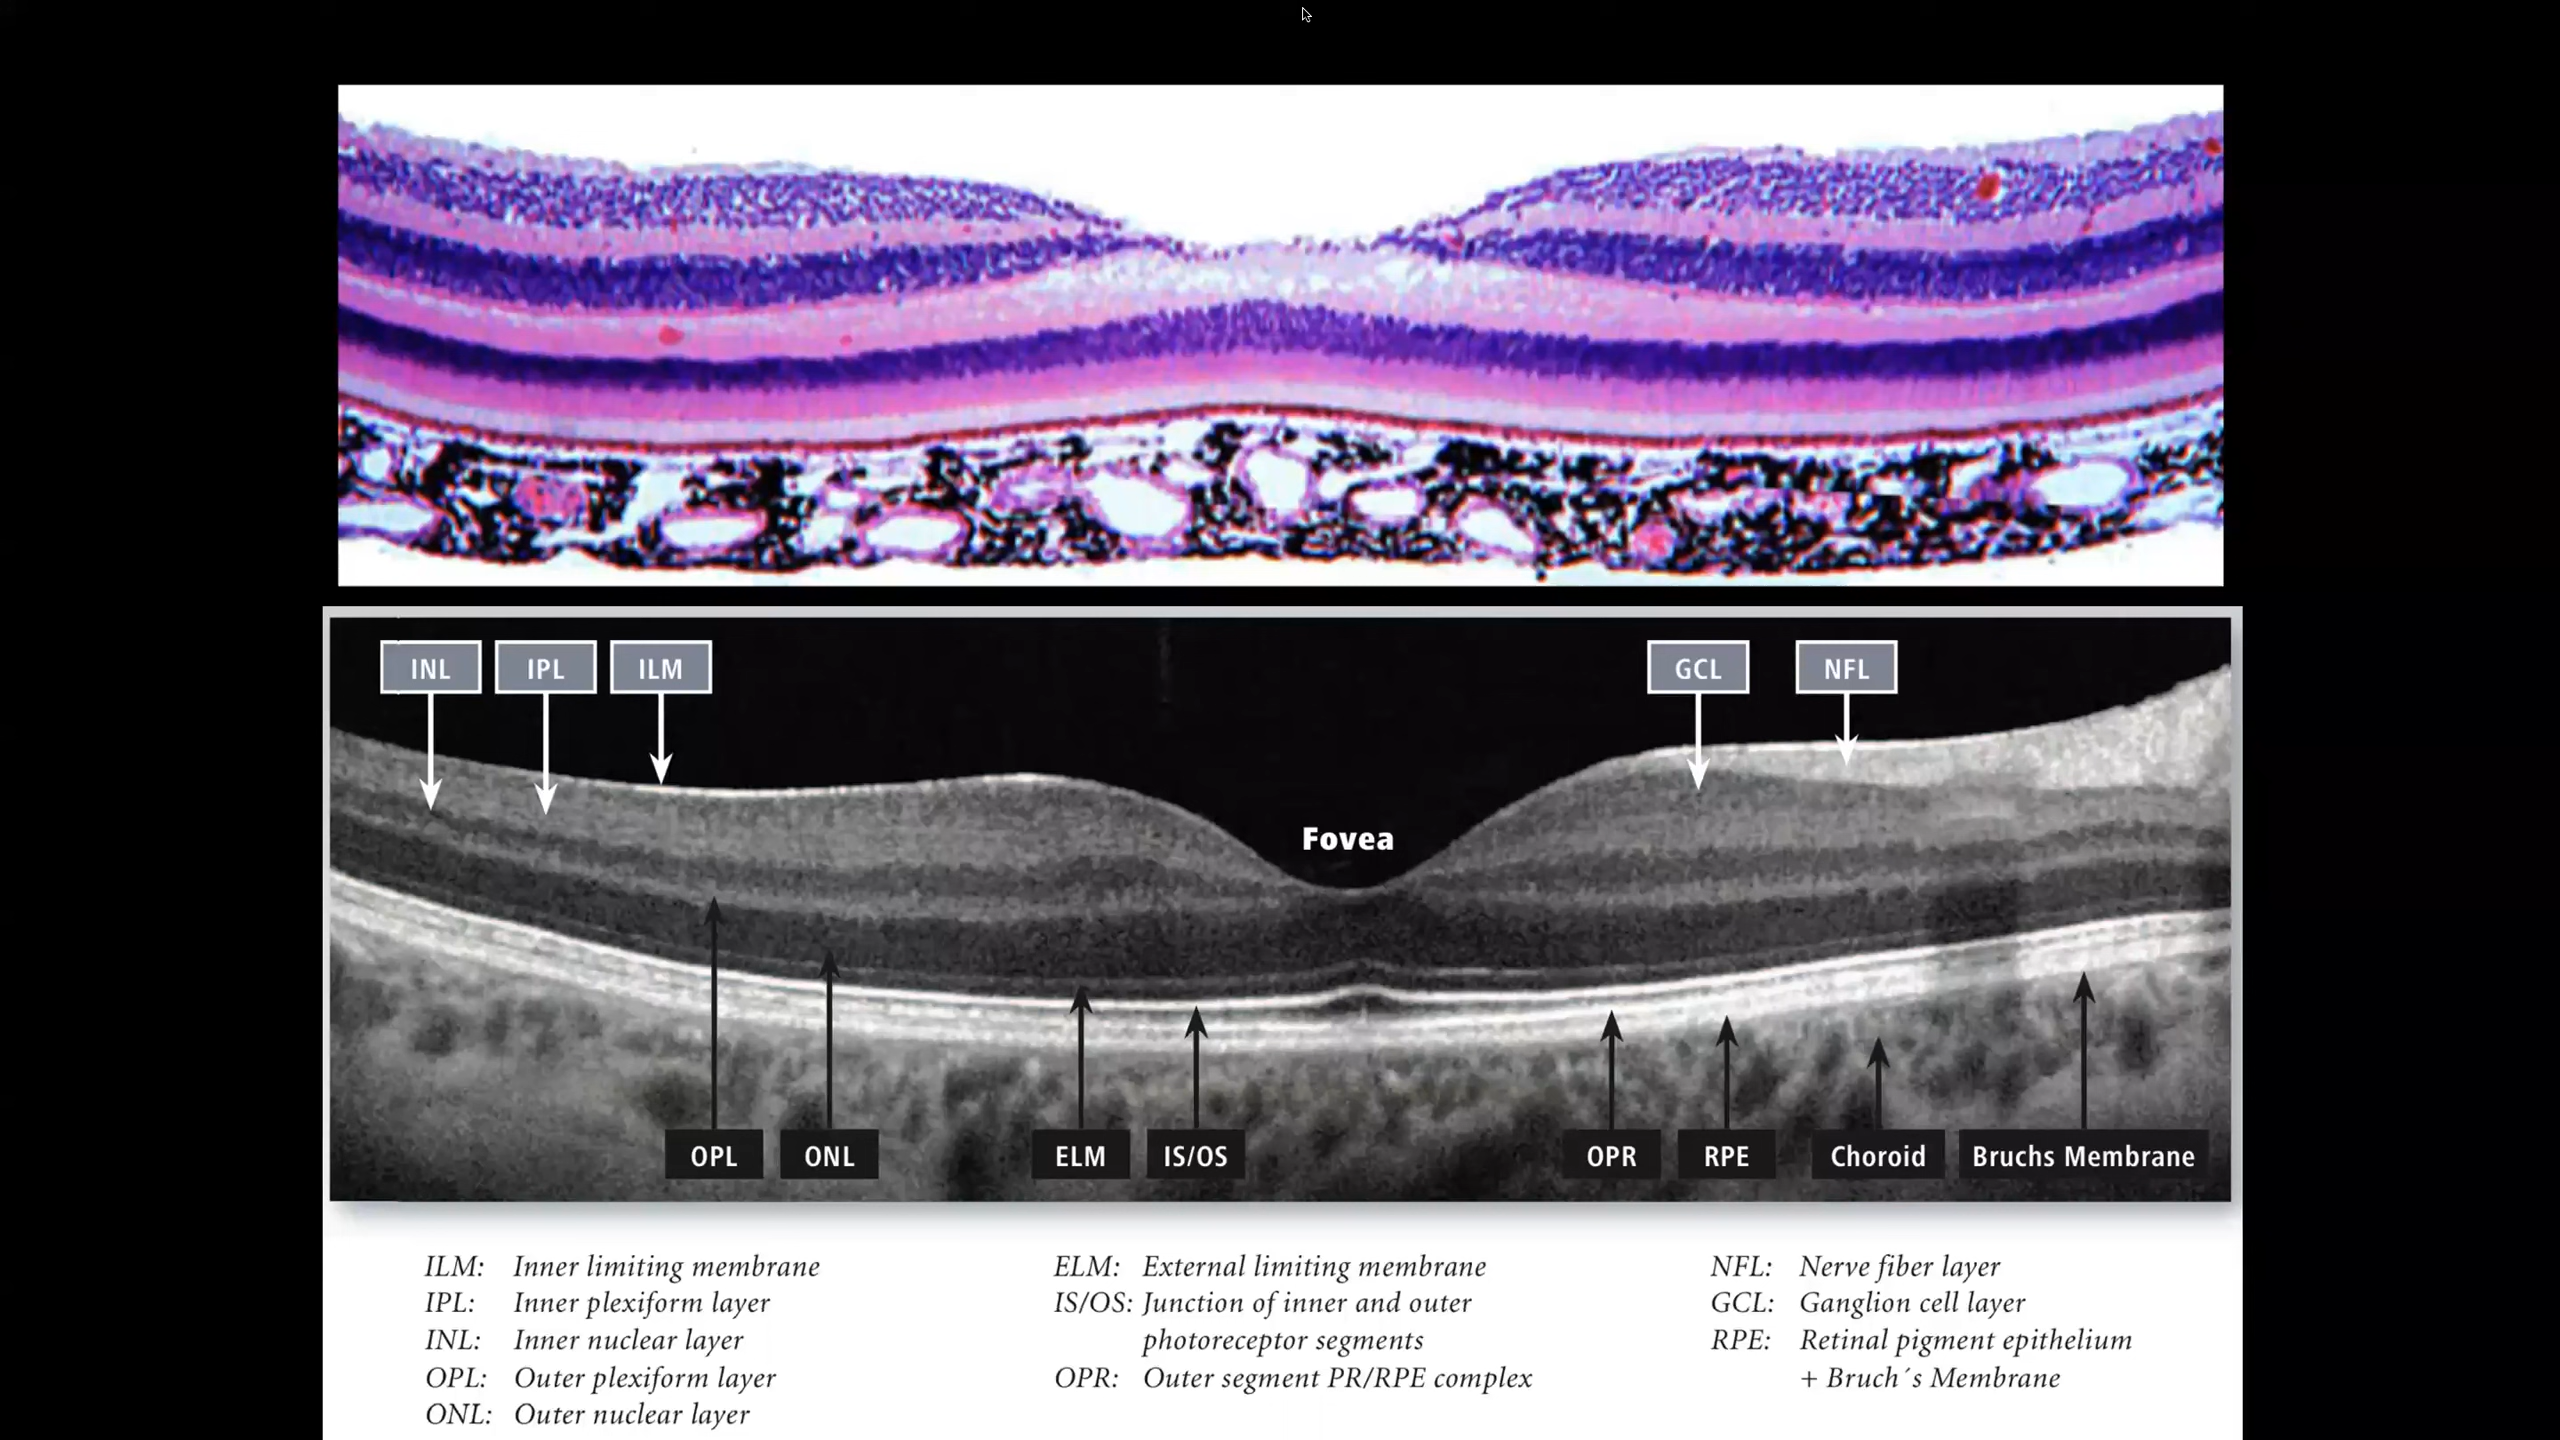 INL IPL ILM GCL NFL
Fovea
OPL ONL ELM IS/OS OPR RPE Choroid Bruchs Membrane
ILM: Inner limiting membrane
IPL: Inner plexiform layer
INL: Inner nuclear layer
OPL: Outer plexiform layer
ONL: Outer nuclear layer
ELM: External limiting membrane
IS/OS: Junction of inner and outer
photoreceptor segments
OPR: Outer segment PR/RPE complex
NFL: Nerve fiber layer
GCL: Ganglion cell layer
RPE: Retinal pigment epithelium
+ Bruch´s Membrane